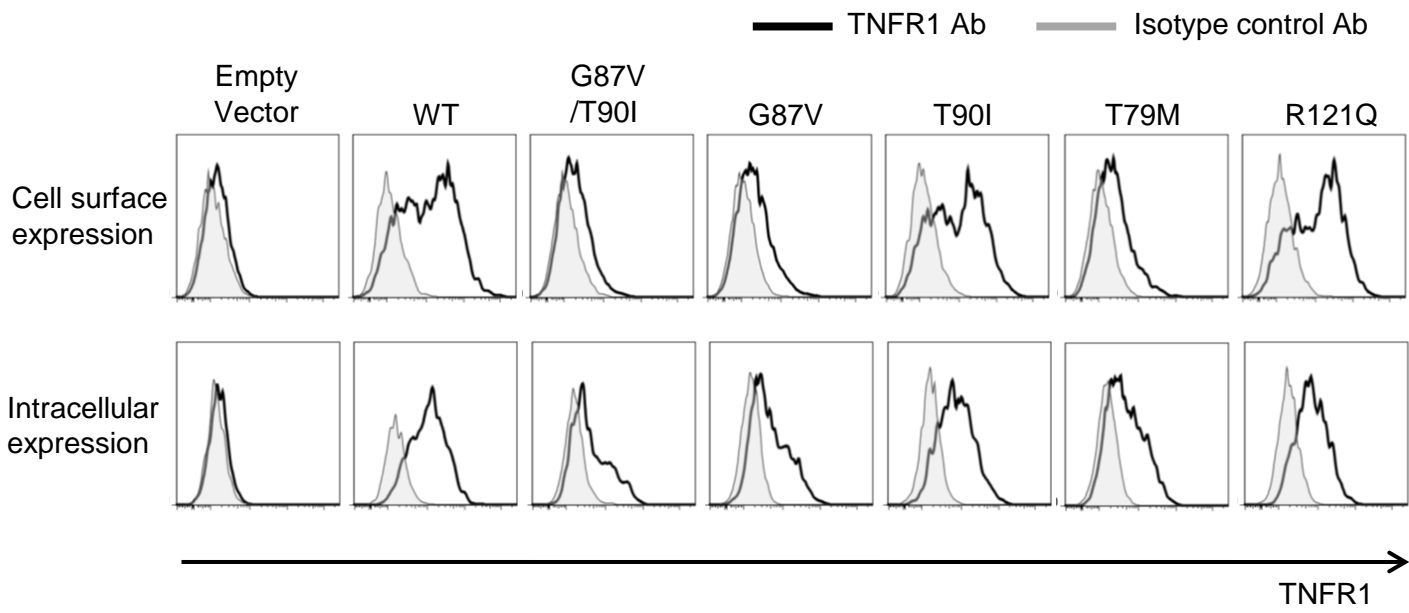 TNFR1 Ab
Isotype control Ab
Empty
Vector
WT
G87V
/T90I
G87V
T90I
T79M
R121Q
Cell surface
expression
Intracellular
expression
TNFR1